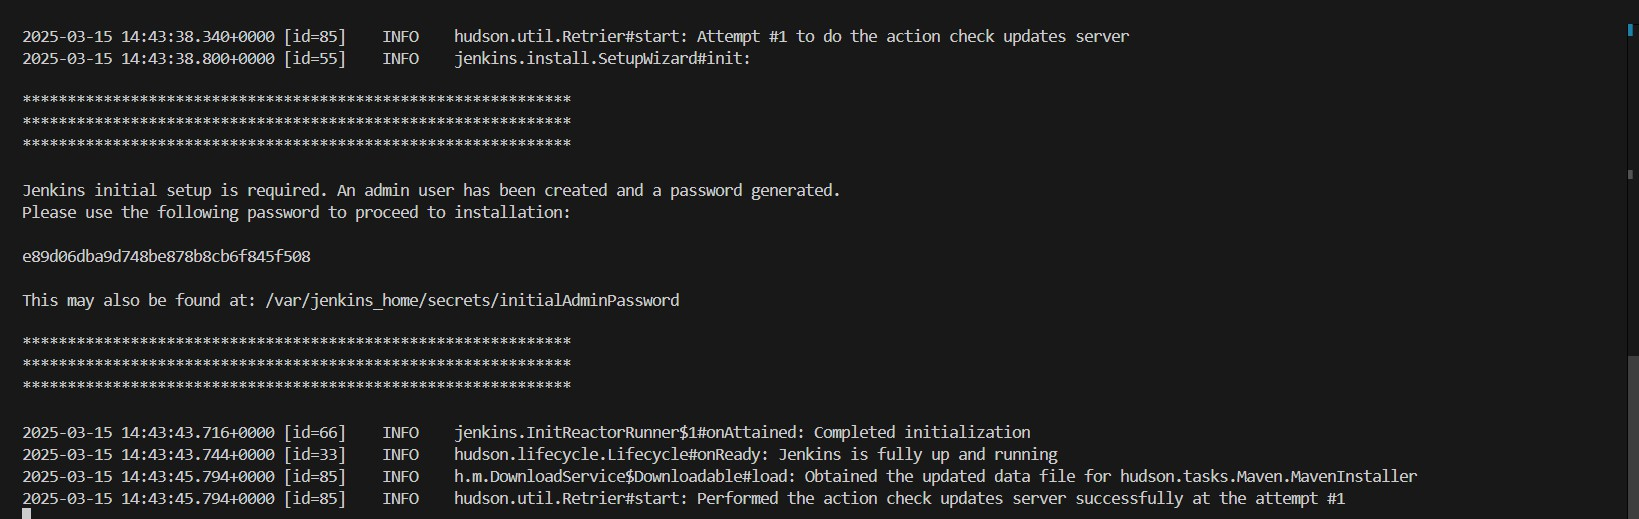 2025-03-15 14:43:38.340+0000 [id=85]    INFO    hudson.util.Retrier#start: Attempt #1 to do the action check updates server
2025-03-15 14:43:38.800+0000 [id=55]    INFO    jenkins.install.SetupWizard#init:
*************************************************************
*************************************************************
*************************************************************
Jenkins initial setup is required. An admin user has been created and a password generated.
Please use the following password to proceed to installation:
e89d06dba9d748be878b8cb6f845f508
This may also be found at: /var/jenkins_home/secrets/initialAdminPassword
*************************************************************
*************************************************************
*************************************************************
2025-03-15 14:43:43.716+0000 [id=66]    INFO    jenkins.InitReactorRunner$1#onAttained: Completed initialization
2025-03-15 14:43:43.744+0000 [id=33]    INFO    hudson.lifecycle.Lifecycle#onReady: Jenkins is fully up and running
2025-03-15 14:43:45.794+0000 [id=85]    INFO    h.m.DownloadService$Downloadable#load: Obtained the updated data file for hudson.tasks.Maven.MavenInstaller
2025-03-15 14:43:45.794+0000 [id=85]    INFO    hudson.util.Retrier#start: Performed the action check updates server successfully at the attempt #1